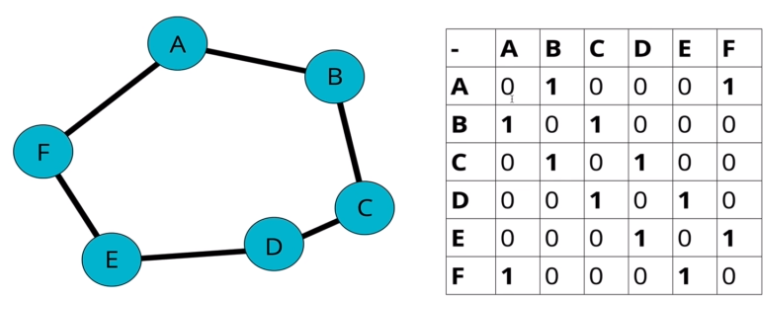 A
B
F
C
D
E
- A B C D E F
A 0 1 0 0 0 1
B 1 0 1 0 0 0
C 0 1 0 1 0 0
D 0 0 1 0 1 0
E 0 0 0 1 0 1
F 1 0 0 0 1 0